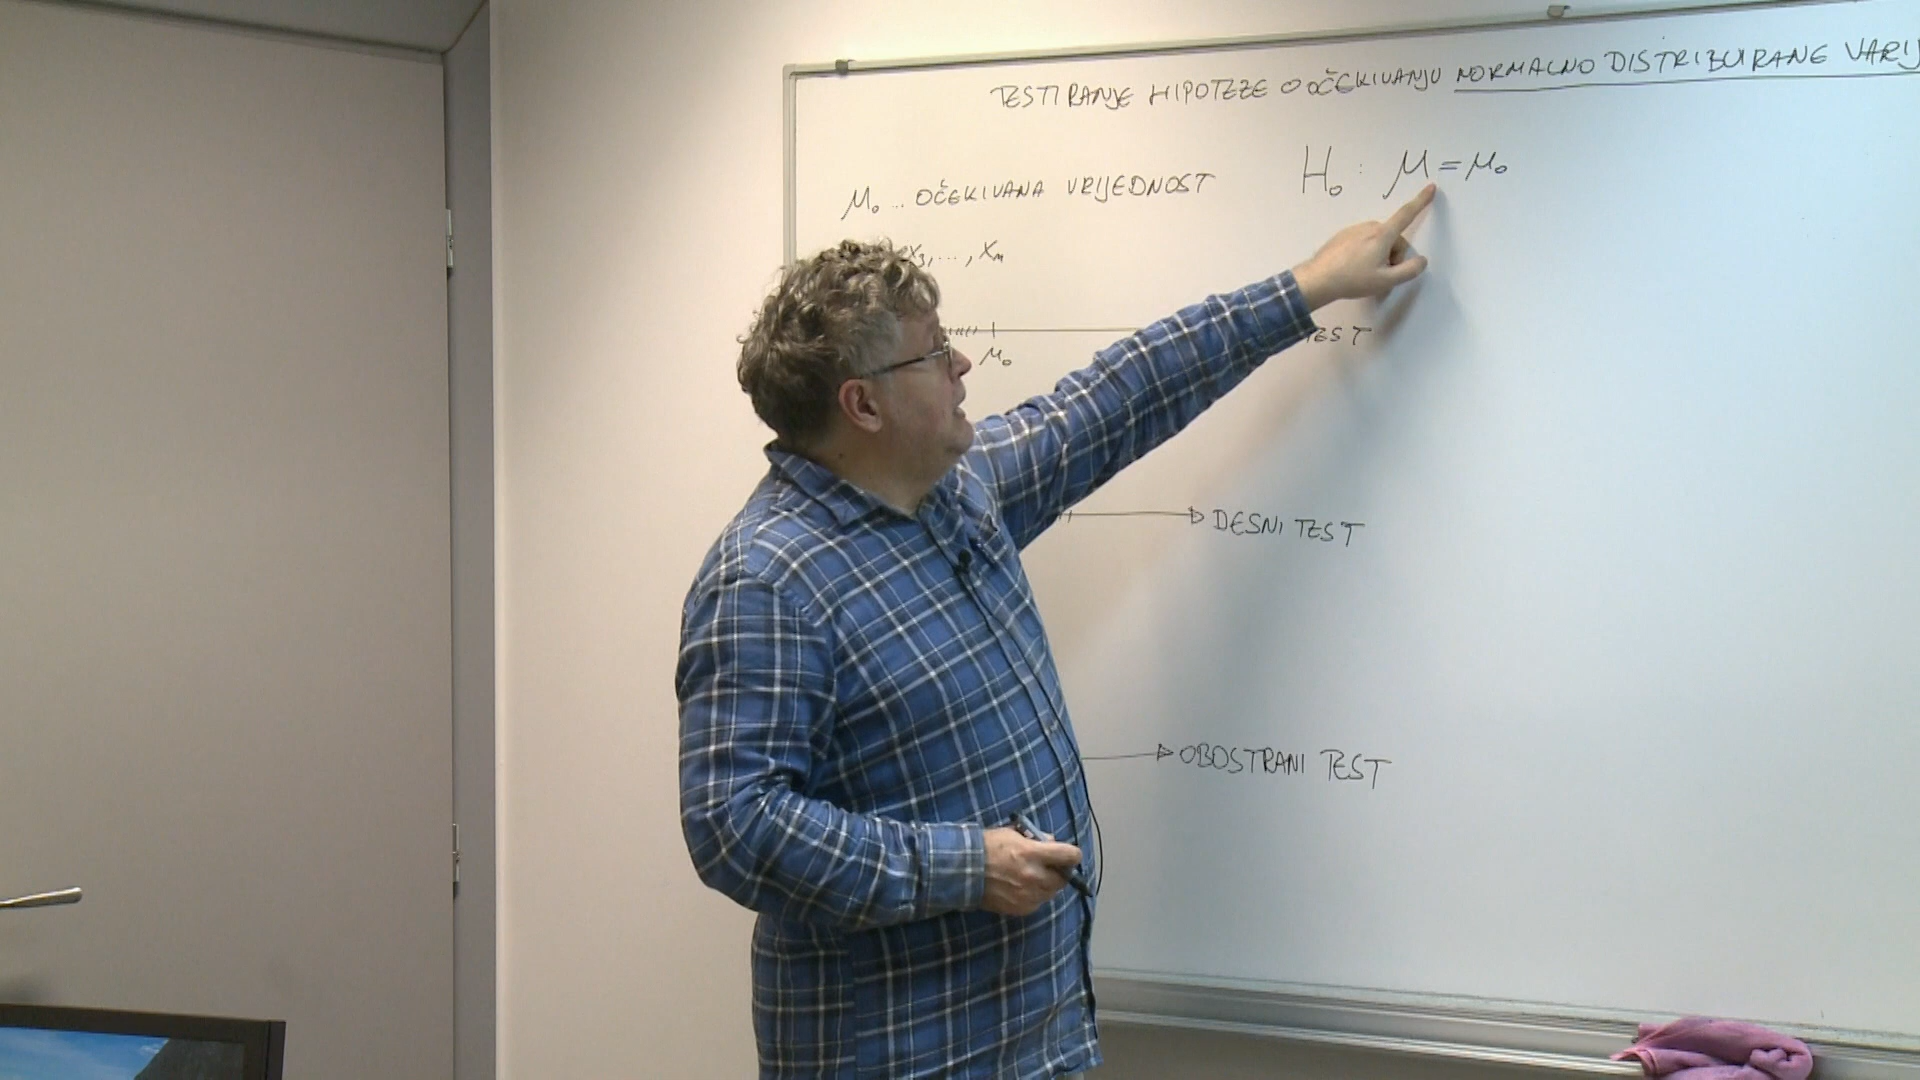 TESTIRANJE HIPOTEZE O OČEKIVANJU NORMALNO DISTRIBUIRANE VARIJ
μ₀ .. OČEKIVANA VRIJEDNOST
H₀ : μ = μ₀
x₃, ... , xₙ
TEST
μ₀
DESNI TEST
OBOSTRANI TEST